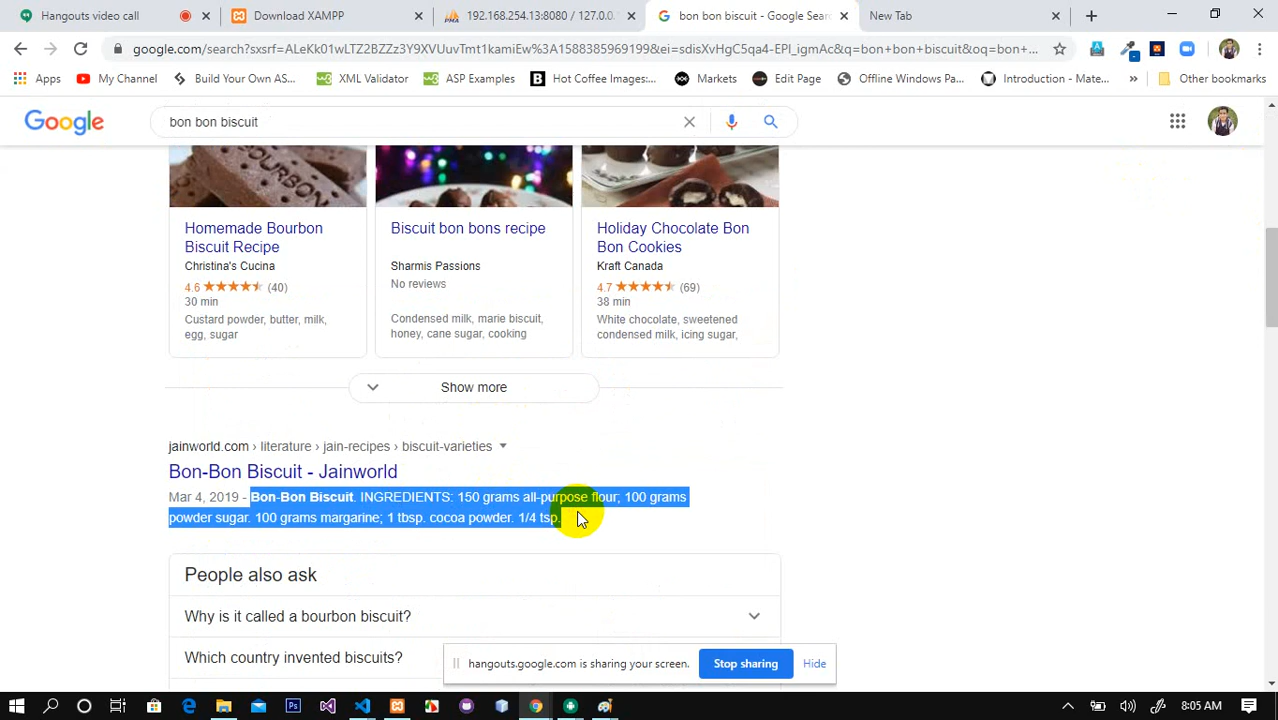 Hangouts video call
Download XAMPP
192.168.254.13:8080 / 127.0.0.
bon bon biscuit - Google Sear
New Tab
google.com/search?sxsrf=ALeKk01wLTZ2BZZz3Y9XVUuvTmt1kamiEw%3A1588385969199&ei=sdisXvHgC5qa4-EPl_igmAc&q=bon+bon+biscuit&oq=bon+...
Apps
My Channel
Build Your Own AS...
XML Validator
ASP Examples
Hot Coffee Images:...
Markets
Edit Page
Offline Windows Pa...
Introduction - Mate...
Other bookmarks
Google
bon bon biscuit
BOURBON
Homemade Bourbon
Biscuit Recipe
Christina's Cucina
4.6 ★★★★★ (40)
30 min
Custard powder, butter, milk,
egg, sugar
Biscuit bon bons recipe
Sharmis Passions
No reviews
Condensed milk, marie biscuit,
honey, cane sugar, cooking
Holiday Chocolate Bon
Bon Cookies
Kraft Canada
4.7 ★★★★★ (69)
38 min
White chocolate, sweetened
condensed milk, icing sugar,
Show more
jainworld.com › literature › jain-recipes › biscuit-varieties
Bon-Bon Biscuit - Jainworld
Mar 4, 2019 - Bon-Bon Biscuit. INGREDIENTS: 150 grams all-purpose flour; 100 grams
powder sugar. 100 grams margarine; 1 tbsp. cocoa powder. 1/4 tsp.
People also ask
Why is it called a bourbon biscuit?
Which country invented biscuits?
hangouts.google.com is sharing your screen.
Stop sharing
Hide
8:05 AM